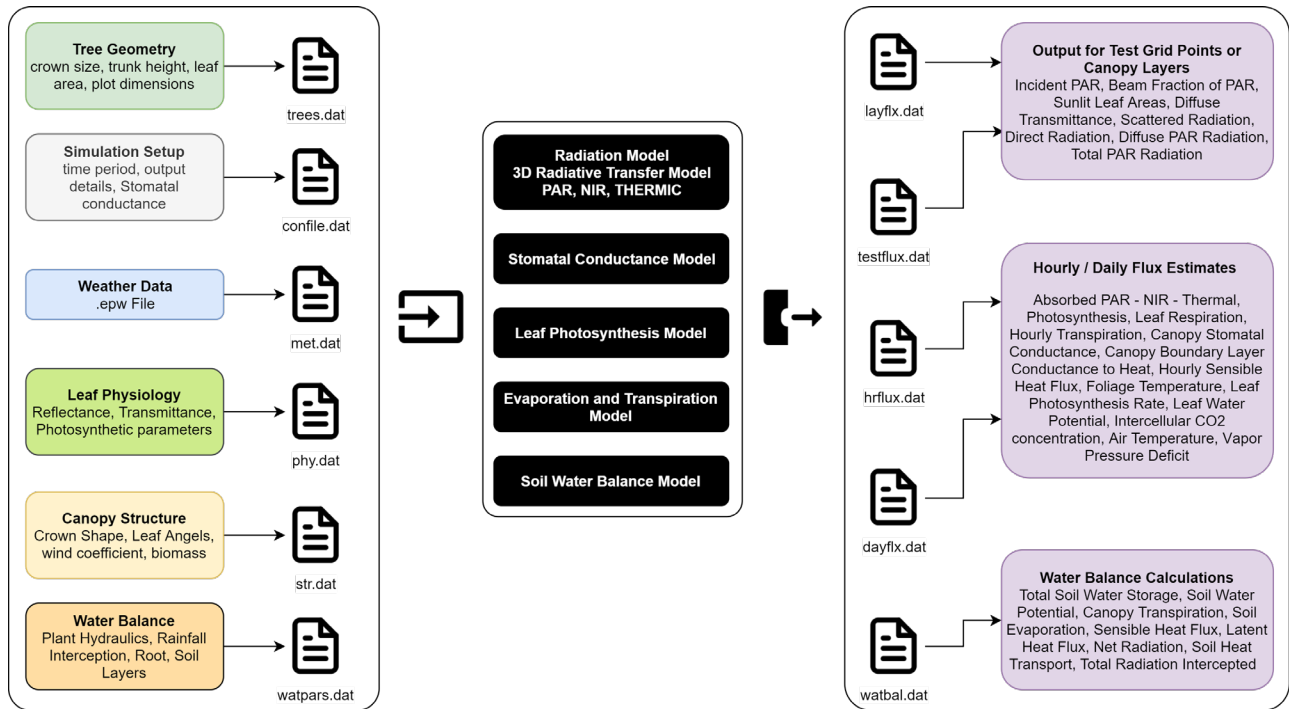 Tree Geometry
crown size, trunk height, leaf
area, plot dimensions
trees.dat
Simulation Setup
time period, output
details, Stomatal
conductance
confile.dat
Weather Data
.epw File
met.dat
Leaf Physiology
Reflectance, Transmittance,
Photosynthetic parameters
phy.dat
Canopy Structure
Crown Shape, Leaf Angels,
wind coefficient, biomass
str.dat
Water Balance
Plant Hydraulics, Rainfall
Interception, Root, Soil
Layers
watpars.dat
Radiation Model
3D Radiative Transfer Model
PAR, NIR, THERMIC
Stomatal Conductance Model
Leaf Photosynthesis Model
Evaporation and Transpiration
Model
Soil Water Balance Model
layflx.dat
testflux.dat
Output for Test Grid Points or
Canopy Layers
Incident PAR, Beam Fraction of PAR,
Sunlit Leaf Areas, Diffuse
Transmittance, Scattered Radiation,
Direct Radiation, Diffuse PAR Radiation,
Total PAR Radiation
hrflux.dat
dayflx.dat
Hourly / Daily Flux Estimates
Absorbed PAR - NIR - Thermal,
Photosynthesis, Leaf Respiration,
Hourly Transpiration, Canopy Stomatal
Conductance, Canopy Boundary Layer
Conductance to Heat, Hourly Sensible
Heat Flux, Foliage Temperature, Leaf
Photosynthesis Rate, Leaf Water
Potential, Intercellular CO2
concentration, Air Temperature, Vapor
Pressure Deficit
watbal.dat
Water Balance Calculations
Total Soil Water Storage, Soil Water
Potential, Canopy Transpiration, Soil
Evaporation, Sensible Heat Flux, Latent
Heat Flux, Net Radiation, Soil Heat
Transport, Total Radiation Intercepted